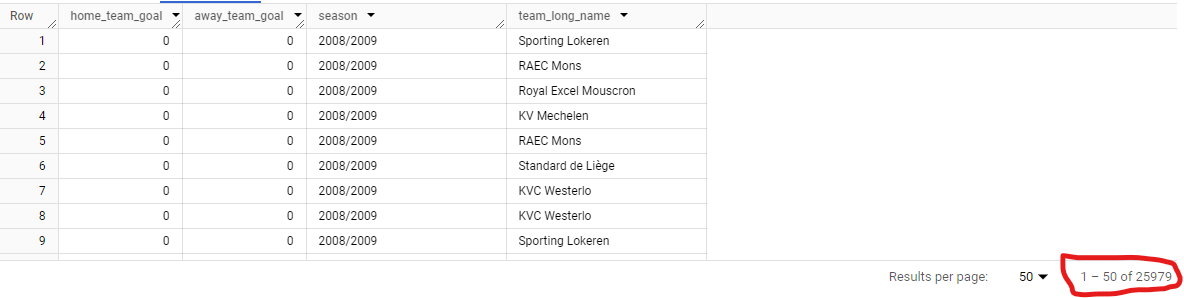 Row home_team_goal away_team_goal season team_long_name
1 0 0 2008/2009 Sporting Lokeren
2 0 0 2008/2009 RAEC Mons
3 0 0 2008/2009 Royal Excel Mouscron
4 0 0 2008/2009 KV Mechelen
5 0 0 2008/2009 RAEC Mons
6 0 0 2008/2009 Standard de Liège
7 0 0 2008/2009 KVC Westerlo
8 0 0 2008/2009 KVC Westerlo
9 0 0 2008/2009 Sporting Lokeren
Results per page: 50 1 – 50 of 25979